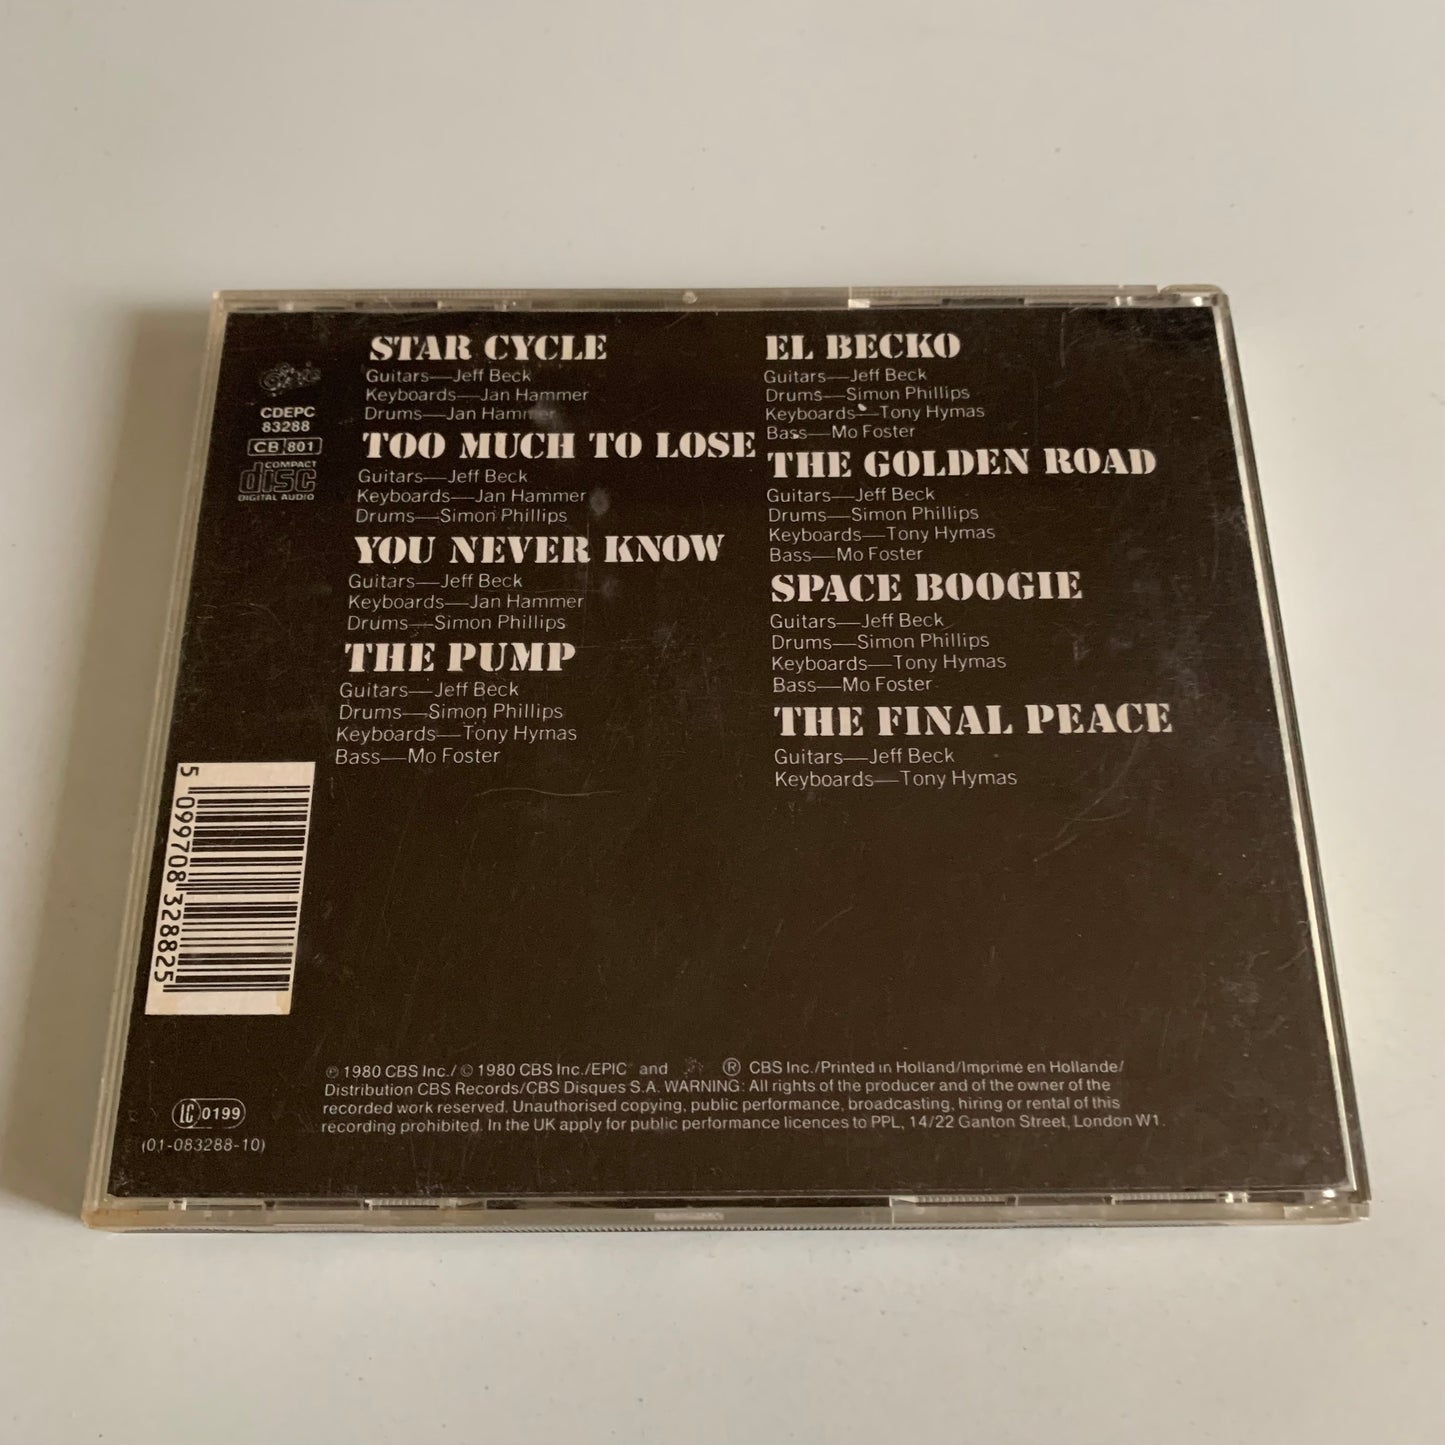 Epic
CDEPC
83288
CB 801
COMPACT
disc
DIGITAL AUDIO
STAR CYCLE
Guitars—Jeff Beck
Keyboards—Jan Hammer
Drums—Jan Hammer
TOO MUCH TO LOSE
Guitars—Jeff Beck
Keyboards—Jan Hammer
Drums—Simon Phillips
YOU NEVER KNOW
Guitars—Jeff Beck
Keyboards—Jan Hammer
Drums—Simon Phillips
THE PUMP
Guitars—Jeff Beck
Drums—Simon Phillips
Keyboards—Tony Hymas
Bass—Mo Foster
EL BECKO
Guitars—Jeff Beck
Drums—Simon Phillips
Keyboards—Tony Hymas
Bass—Mo Foster
THE GOLDEN ROAD
Guitars—Jeff Beck
Drums—Simon Phillips
Keyboards—Tony Hymas
Bass—Mo Foster
SPACE BOOGIE
Guitars—Jeff Beck
Drums—Simon Phillips
Keyboards—Tony Hymas
Bass—Mo Foster
THE FINAL PEACE
Guitars—Jeff Beck
Keyboards—Tony Hymas
5 099708 328825
℗ 1980 CBS Inc./© 1980 CBS Inc./EPIC and ® CBS Inc./Printed in Holland/Imprimé en Hollande/
Distribution CBS Records/CBS Disques S.A. WARNING: All rights of the producer and of the owner of the
recorded work reserved. Unauthorised copying, public performance, broadcasting, hiring or rental of this
recording prohibited. In the UK apply for public performance licences to PPL, 14/22 Ganton Street, London W1.
LC 0199
(01-083288-10)